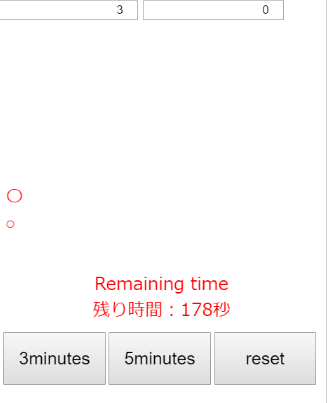 3 0
〇
○
Remaining time
残り時間：178秒
3minutes 5minutes reset